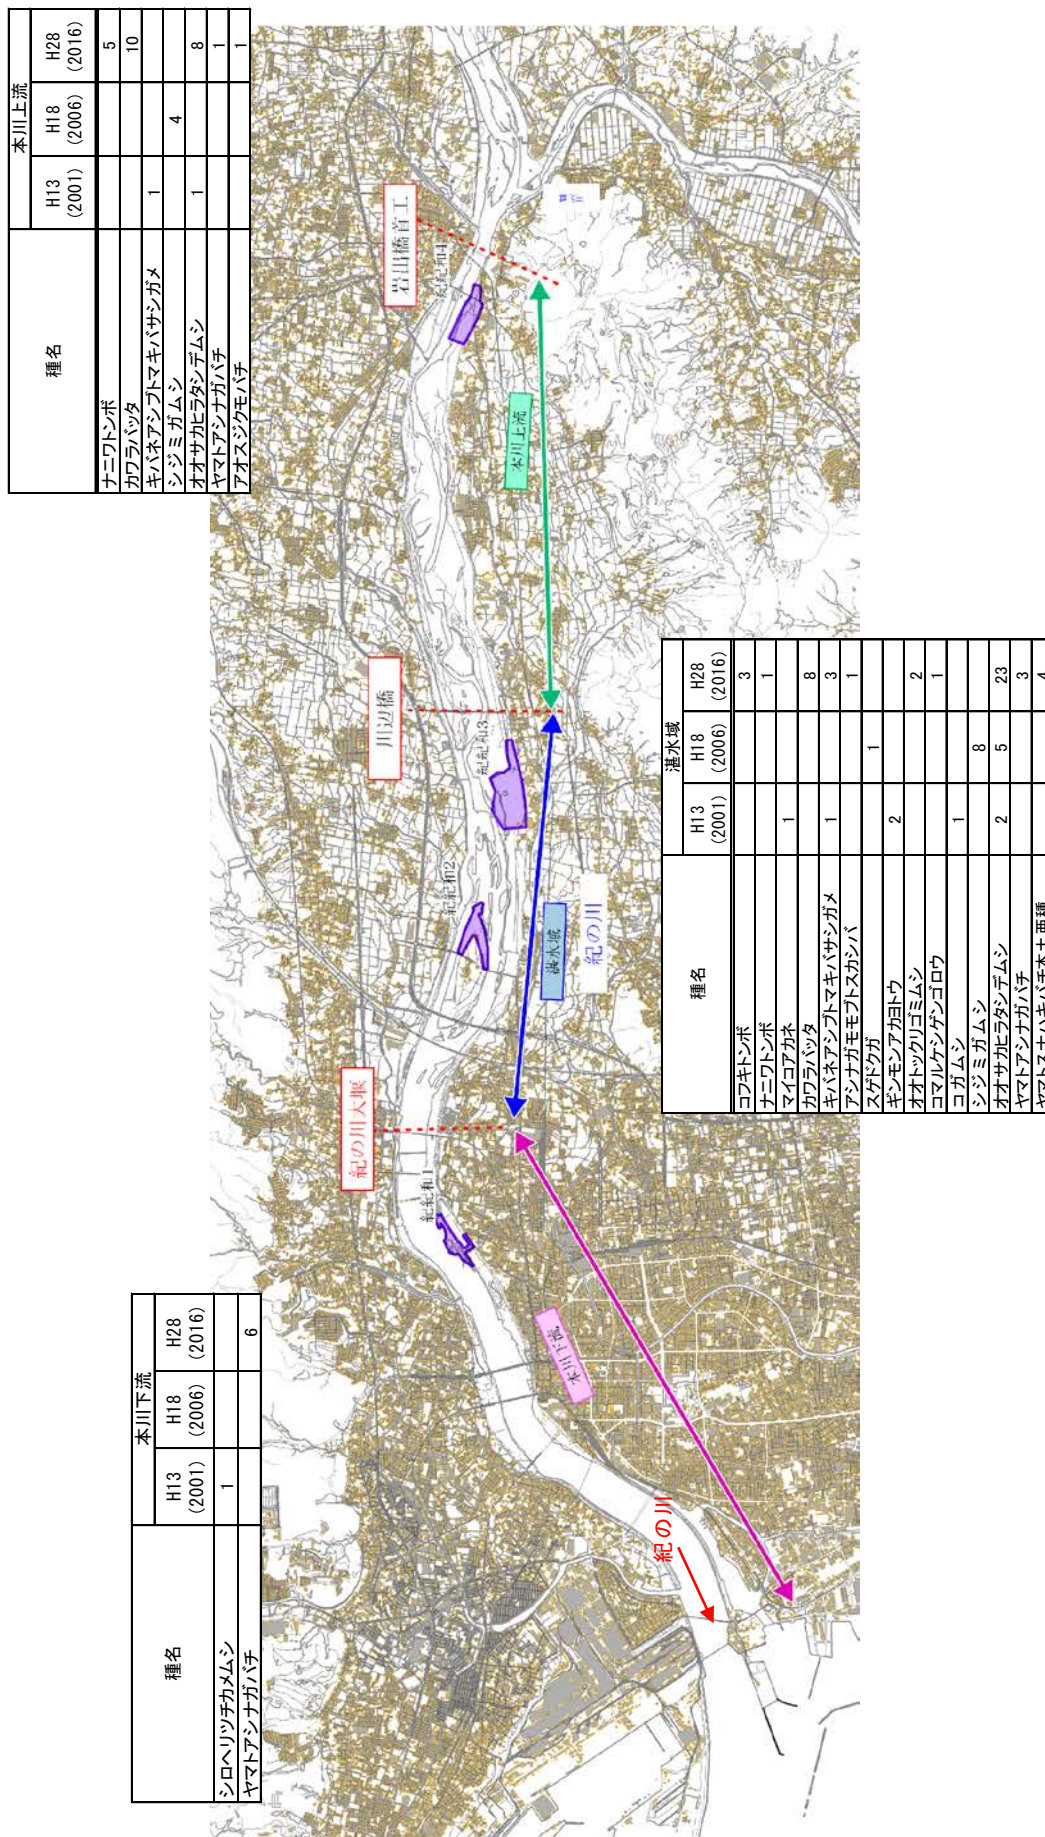 本川上流
種名 H13 (2001) H18 (2006) H28 (2016)
ナニワトンボ 5
カワラバッタ 10
キバネアシブトマキバサシガメ 1
シジミガムシ 4
オオサカヒラタシデムシ 1 8
ヤマトアシナガバチ 1
アオスジクモバチ 1
本川下流
種名 H13 (2001) H18 (2006) H28 (2016)
シロヘリツチカメムシ 1
ヤマトアシナガバチ 6
湛水域
種名 H13 (2001) H18 (2006) H28 (2016)
コフキトンボ 3
ナニワトンボ 1
マイコアカネ 1
カワラバッタ 8
キバネアシブトマキバサシガメ 1 3
アシナガモモブトスカシバ 1
スゲドクガ 1
ギンモンアカヨトウ 2
オオトックリゴミムシ 2
コマルケシゲンゴロウ 1
コガムシ 1
シジミガムシ 8
オオサカヒラタシデムシ 2 5 23
ヤマトアシナガバチ 3
ヤマトスナハキバチ本土亜種 4
紀の川大堰
川辺橋
岩出橋首工
紀紀和1
紀紀和2
紀紀和3
紀紀和4
本川下流
湛水域
本川上流
紀の川
紀の川